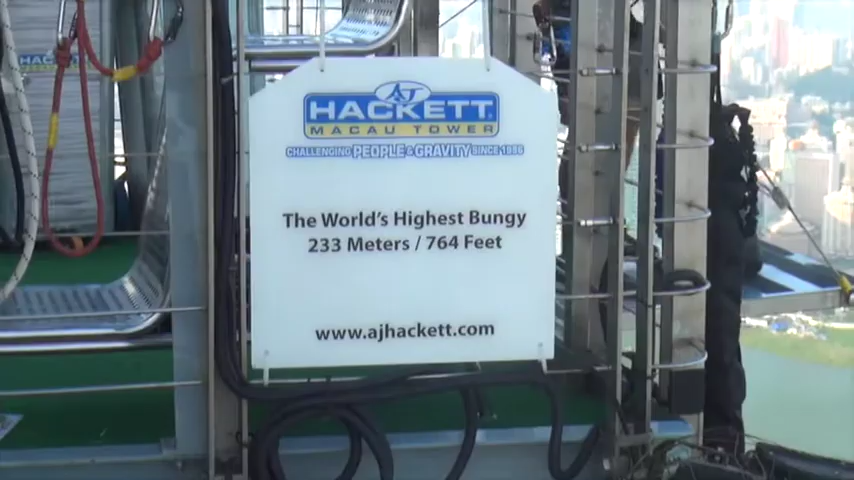 HACKETT
AJ
HACKETT
MACAU TOWER
CHALLENGING PEOPLE & GRAVITY SINCE 1986
The World's Highest Bungy
233 Meters / 764 Feet
www.ajhackett.com